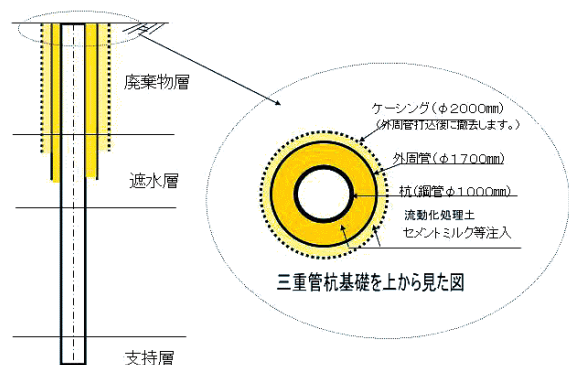 廃棄物層
遮水層
支持層
ケーシング(φ2000㎜)
(外周管打込後に撤去します。)
外周管(φ1700㎜)
杭(鋼管φ1000㎜)
流動化処理土
セメントミルク等注入
三重管杭基礎を上から見た図